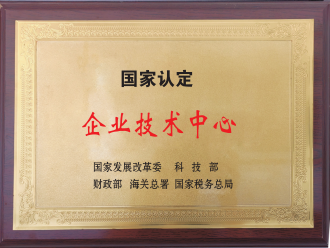 国家认定
企业技术中心
国家发展改革委 科 技 部
财政部 海关总署 国家税务总局